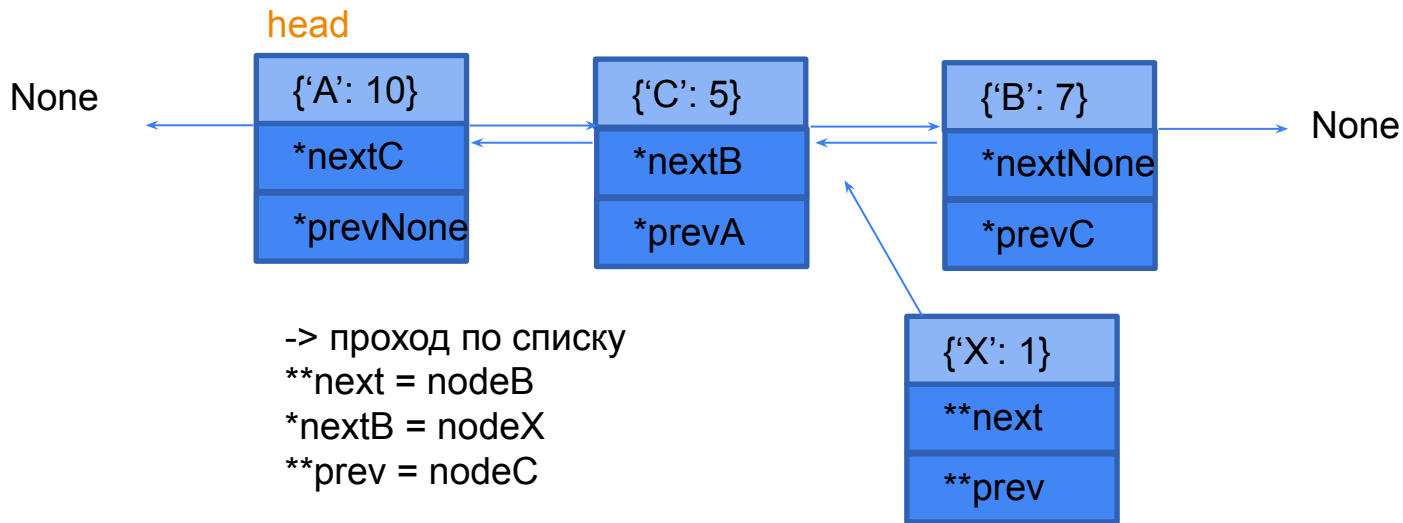 head
None
{‘A’: 10}
*nextC
*prevNone
{‘C’: 5}
*nextB
*prevA
{‘B’: 7}
*nextNone
*prevC
None
-> проход по списку
**next = nodeB
*nextB = nodeX
**prev = nodeC
{‘X’: 1}
**next
**prev